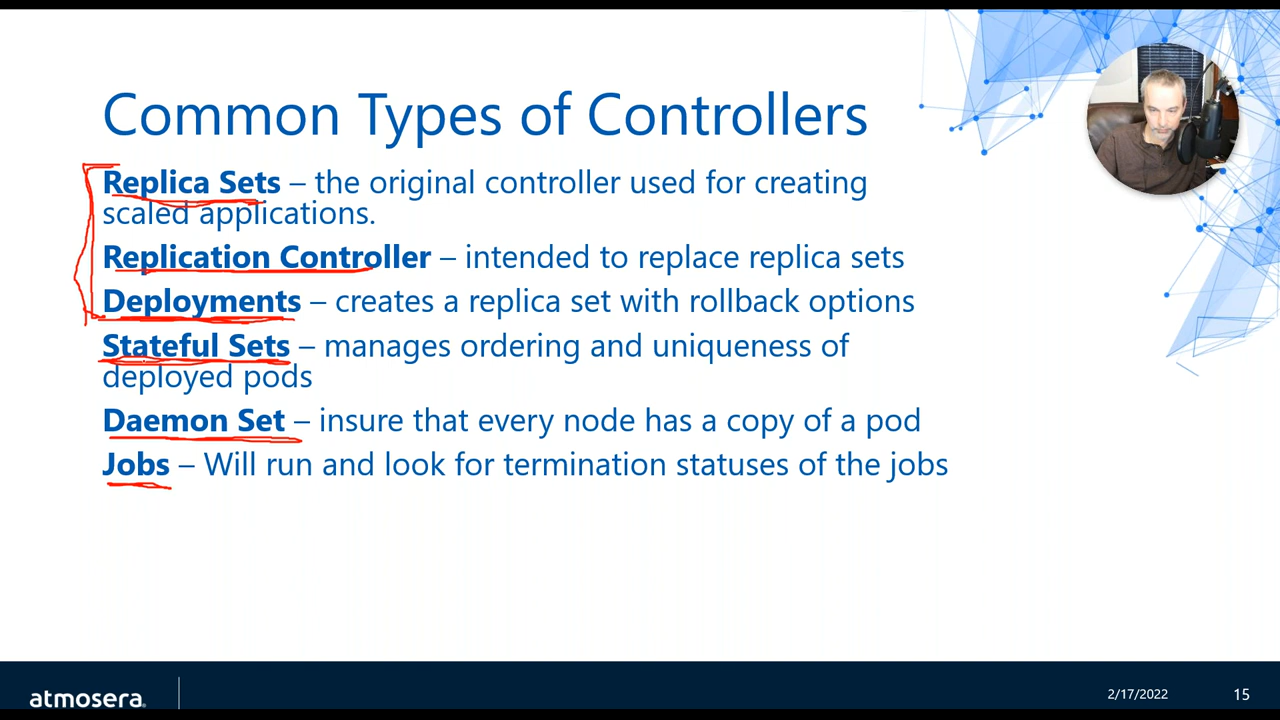 Common Types of Controllers
Replica Sets – the original controller used for creating
scaled applications.
Replication Controller – intended to replace replica sets
Deployments – creates a replica set with rollback options
Stateful Sets – manages ordering and uniqueness of
deployed pods
Daemon Set – insure that every node has a copy of a pod
Jobs – Will run and look for termination statuses of the jobs
atmosera
2/17/2022
15